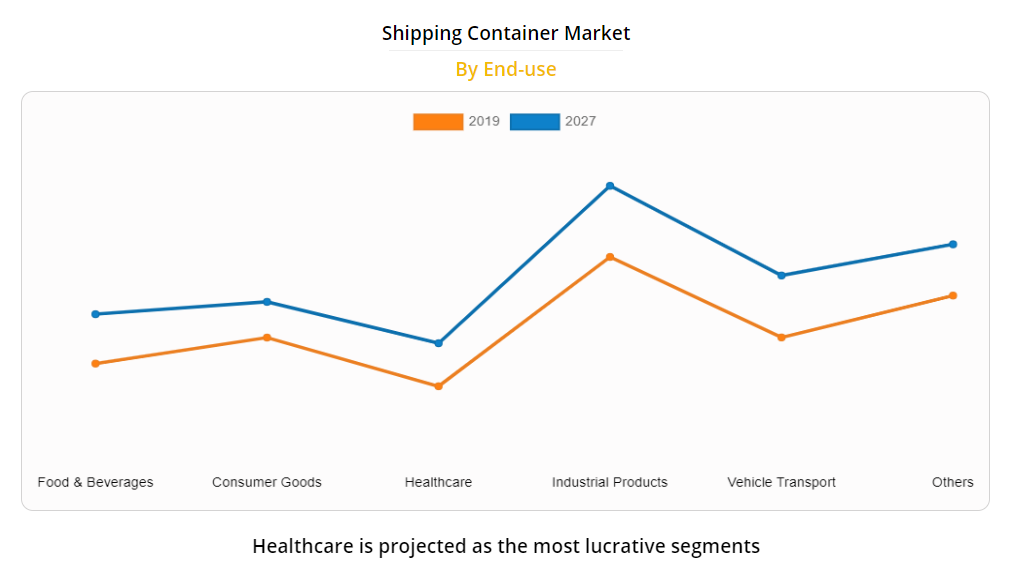 Shipping Container Market
By End-use
2019 2027
Food & Beverages Consumer Goods Healthcare Industrial Products Vehicle Transport Others
Healthcare is projected as the most lucrative segments